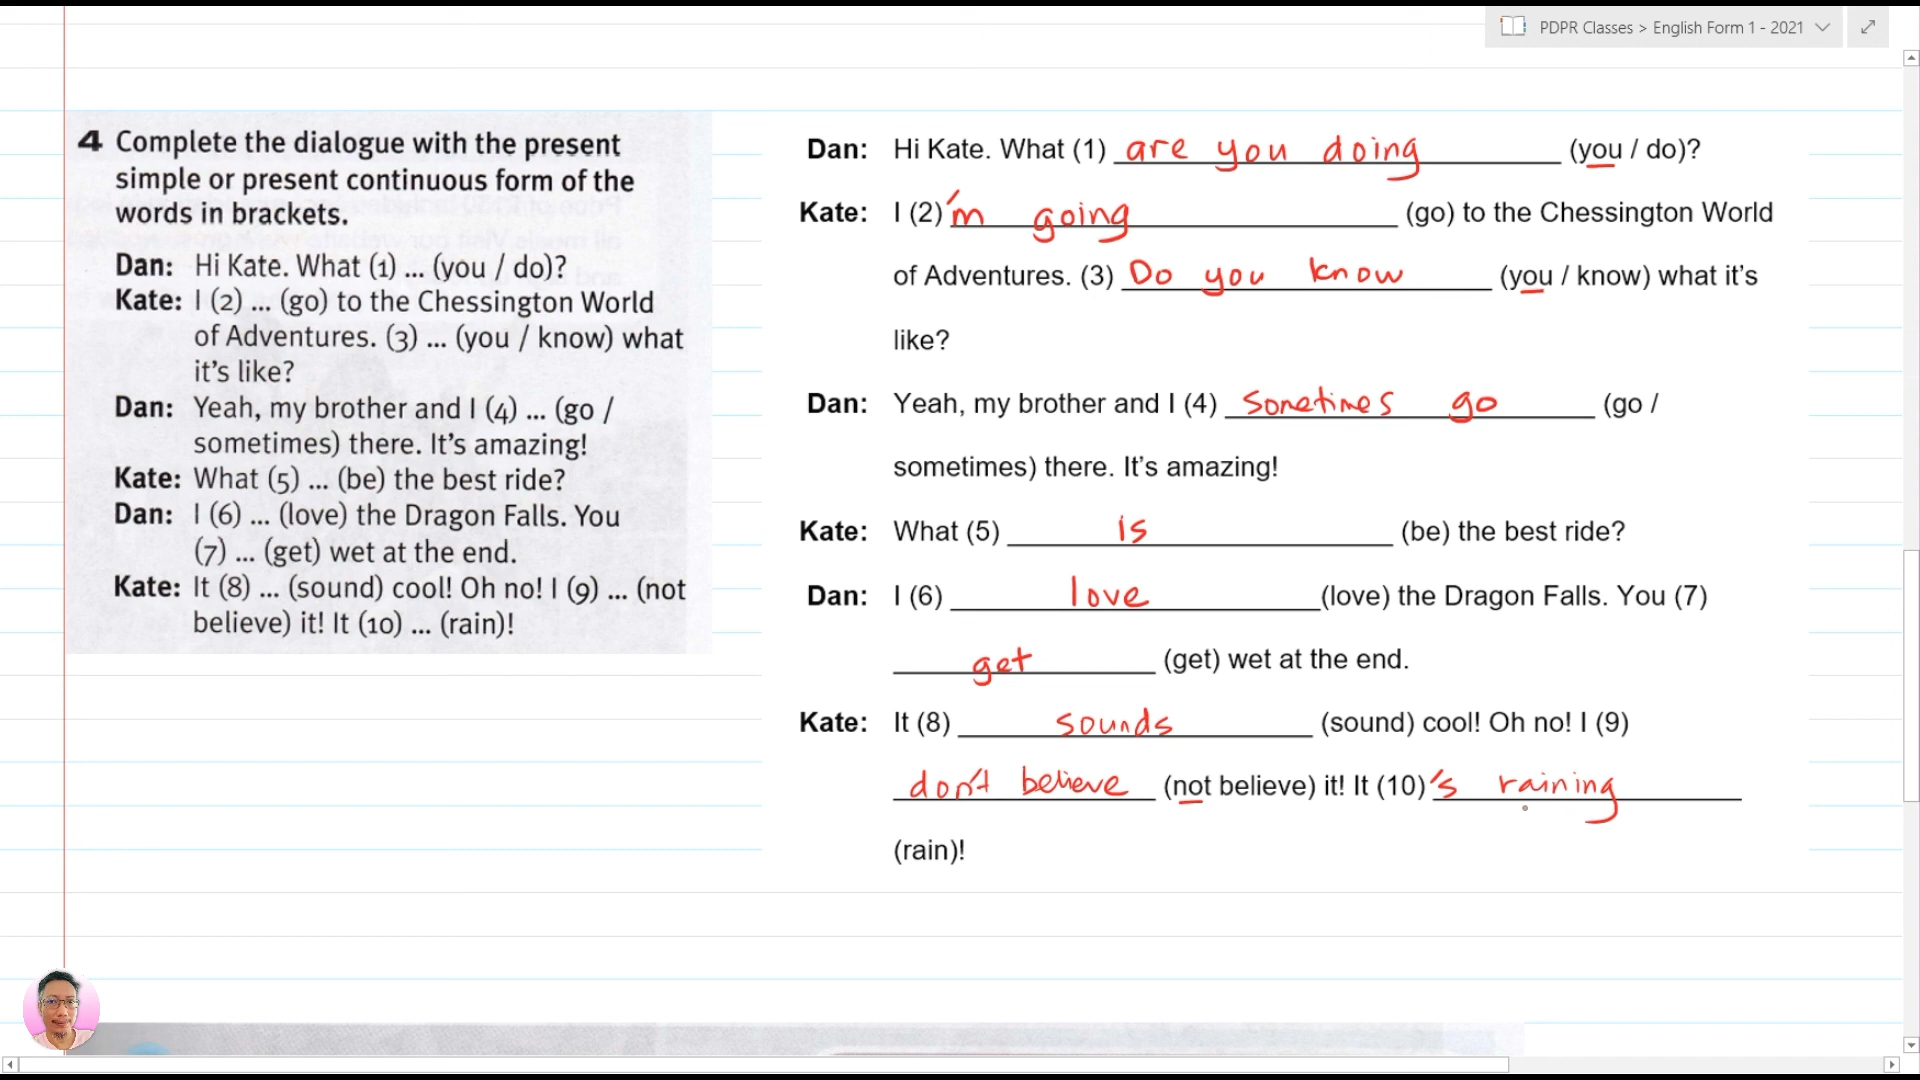 PDPR Classes > English Form 1 - 2021
4 Complete the dialogue with the present
simple or present continuous form of the
words in brackets.
Dan: Hi Kate. What (1) ... (you / do)?
Kate: I (2) ... (go) to the Chessington World
of Adventures. (3) ... (you / know) what
it's like?
Dan: Yeah, my brother and I (4) ... (go /
sometimes) there. It's amazing!
Kate: What (5) ... (be) the best ride?
Dan: I (6) ... (love) the Dragon Falls. You
(7) ... (get) wet at the end.
Kate: It (8) ... (sound) cool! Oh no! I (9) ... (not
believe) it! It (10) ... (rain)!
Dan: Hi Kate. What (1) are you doing (you / do)?
Kate: I (2) 'm going (go) to the Chessington World
of Adventures. (3) Do you know (you / know) what it's
like?
Dan: Yeah, my brother and I (4) sometimes go (go /
sometimes) there. It's amazing!
Kate: What (5) is (be) the best ride?
Dan: I (6) love (love) the Dragon Falls. You (7)
get (get) wet at the end.
Kate: It (8) sounds (sound) cool! Oh no! I (9)
don't believe (not believe) it! It (10) 's raining
(rain)!